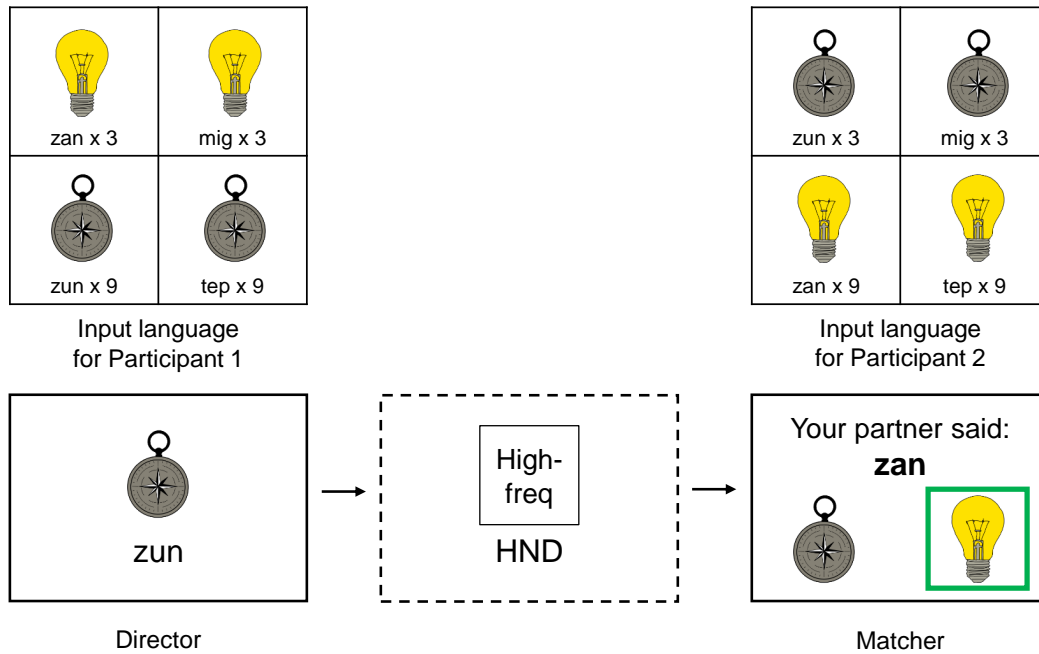 zan x 3
mig x 3
zun x 9
tep x 9
Input language
for Participant 1
zun x 3
mig x 3
zan x 9
tep x 9
Input language
for Participant 2
zun
Director
High-
freq
HND
Your partner said:
zan
Matcher